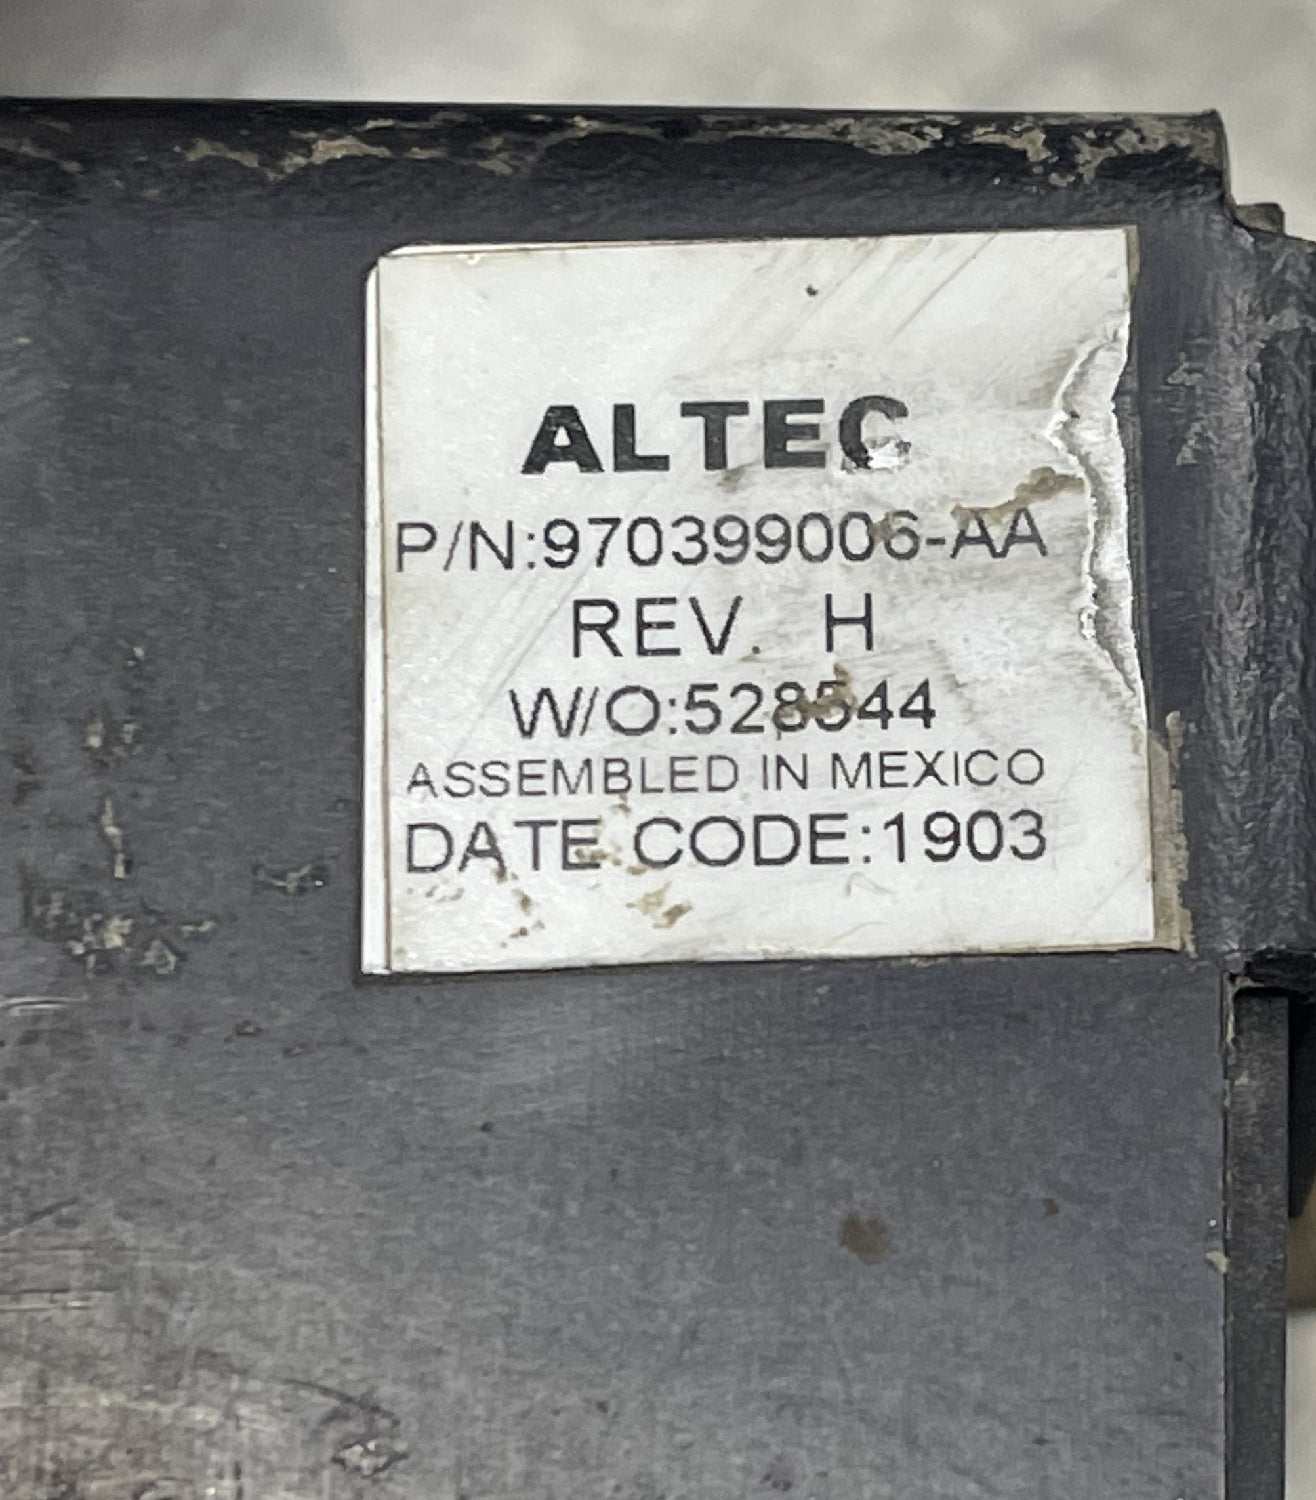 ALTEC
P/N:970399006-AA
REV. H
W/O:528544
ASSEMBLED IN MEXICO
DATE CODE:1903